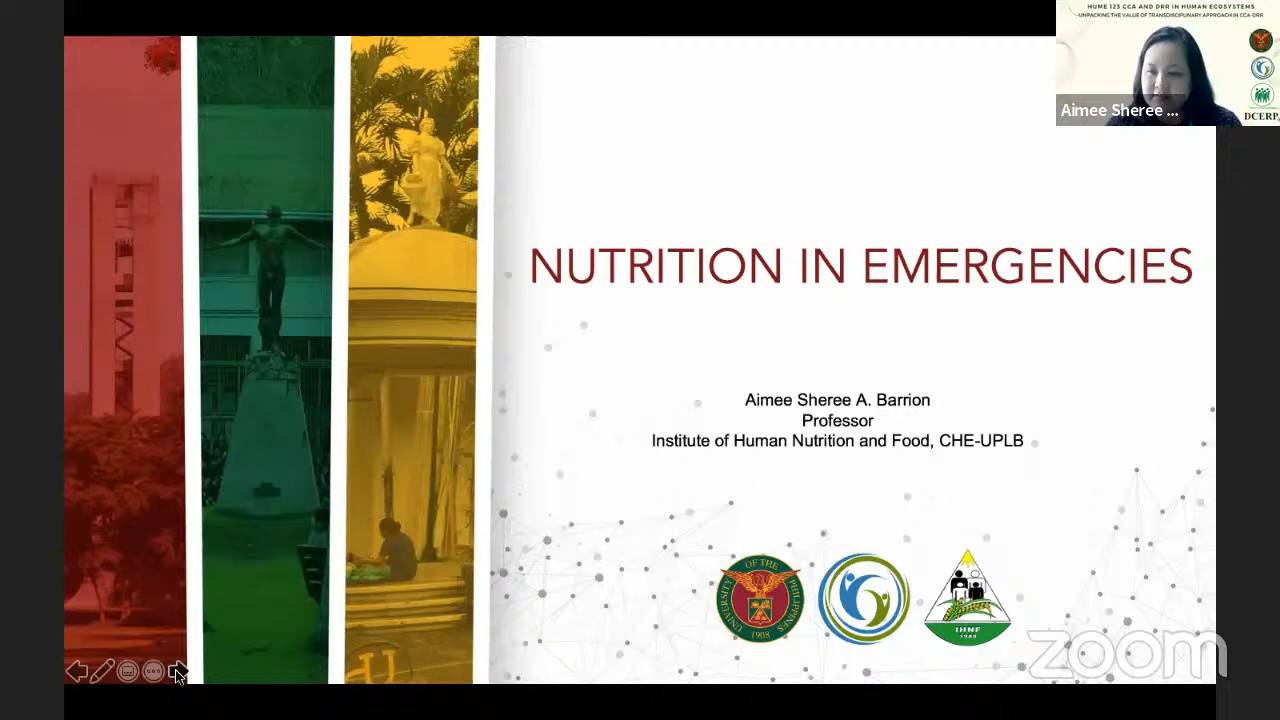 HUME 123 CCA AND DRR IN HUMAN ECOSYSTEMS
UNPACKING THE VALUE OF TRANSDISCIPLINARY APPROACH IN CCA-DRR
Aimee Sheree ...
DCERP
NUTRITION IN EMERGENCIES
Aimee Sheree A. Barrion
Professor
Institute of Human Nutrition and Food, CHE-UPLB
UNIVERSITY OF THE PHILIPPINES
1908
IHNF
1988
zoom